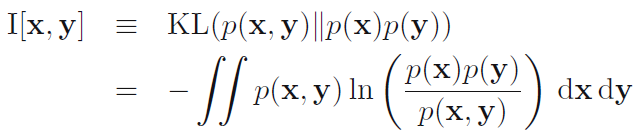 I[x, y] ≡ KL(p(x, y)‖p(x)p(y))
= − ∬ p(x, y) ln ( p(x)p(y) / p(x, y) ) dx dy